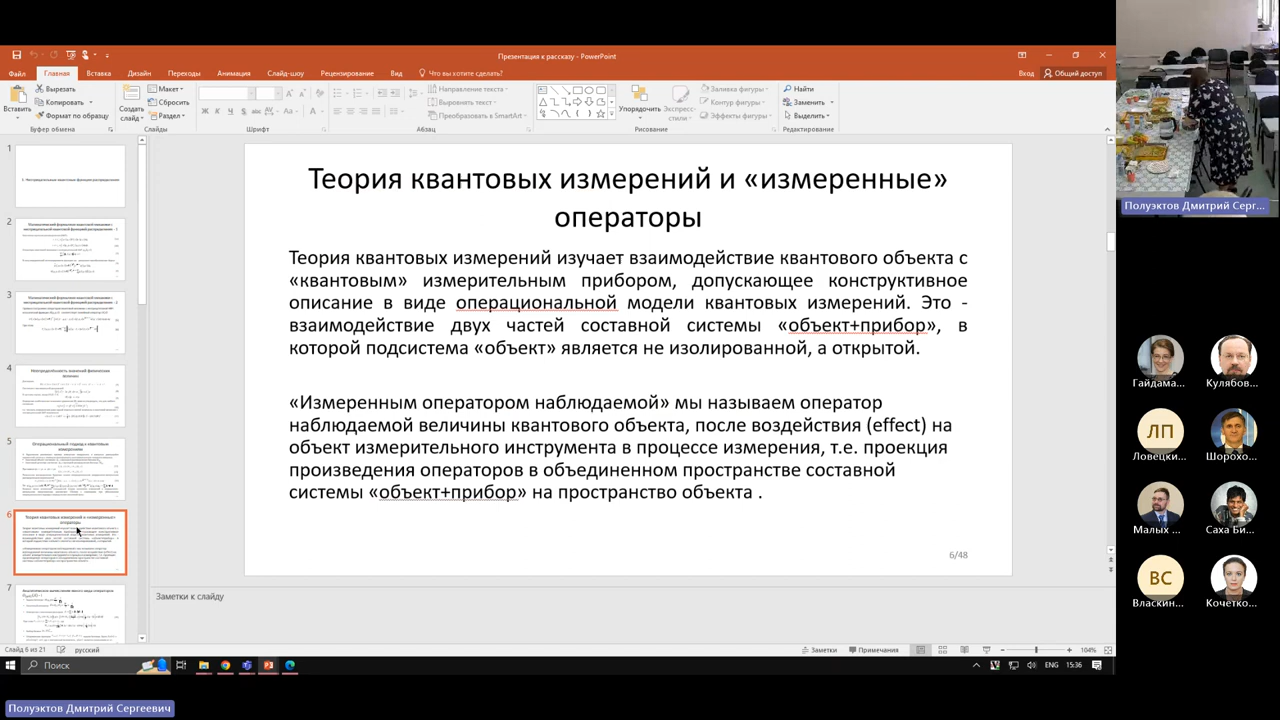 Презентация к рассказу - PowerPoint
Файл Главная Вставка Дизайн Переходы Анимация Слайд-шоу Рецензирование Вид Что вы хотите сделать? Вход Общий доступ
Вставить
Вырезать
Копировать
Формат по образцу
Буфер обмена
Создать слайд
Макет
Сбросить
Раздел
Слайды
Шрифт
Направление текста
Выровнять текст
Преобразовать в SmartArt
Абзац
Упорядочить
Экспресс-стили
Заливка фигуры
Контур фигуры
Эффекты фигуры
Рисование
Найти
Заменить
Выделить
Редактирование
1
2
3
4
5
6
7
Теория квантовых измерений и «измеренные»
операторы
Теория квантовых измерений изучает взаимодействие квантового объекта с
«квантовым» измерительным прибором, допускающее конструктивное
описание в виде операциональной модели квантовых измерений. Это -
взаимодействие двух частей составной системы «объект+прибор», в
которой подсистема «объект» является не изолированной, а открытой.
«Измеренным оператором наблюдаемой» мы называем оператор
наблюдаемой величины квантового объекта, после воздействия (effect) на
объект измерительного инструмента в процессе измерения, т.е. проекция
произведения операторов в объединенном пространстве составной
системы «объект+прибор» на пространство объекта .
6/48
Заметки к слайду
Слайд 6 из 21 русский Заметки Примечания 104%
Поиск ENG 15:36
Полуэктов Дмитрий Серг...
Гайдама... Кулябов...
ЛП
Ловецки... Шорохо...
Малых ... Саха Би...
ВС
Власкин... Кочетко...
Полуэктов Дмитрий Сергеевич